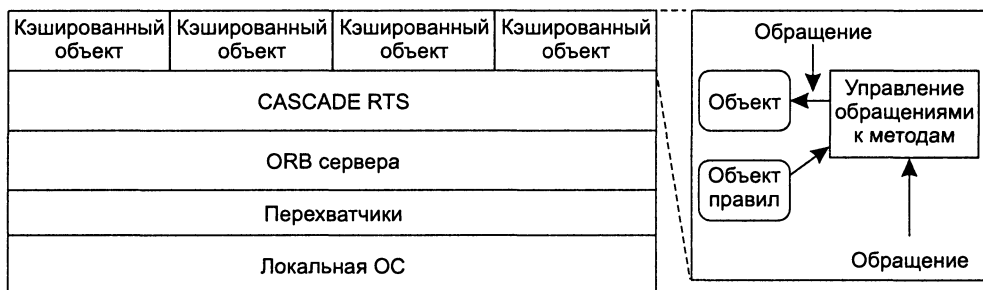 Кэшированный
объект
Кэшированный
объект
Кэшированный
объект
Кэшированный
объект
CASCADE RTS
ORB сервера
Перехватчики
Локальная ОС
Обращение
Объект
Управление
обращениями
к методам
Объект
правил
Обращение